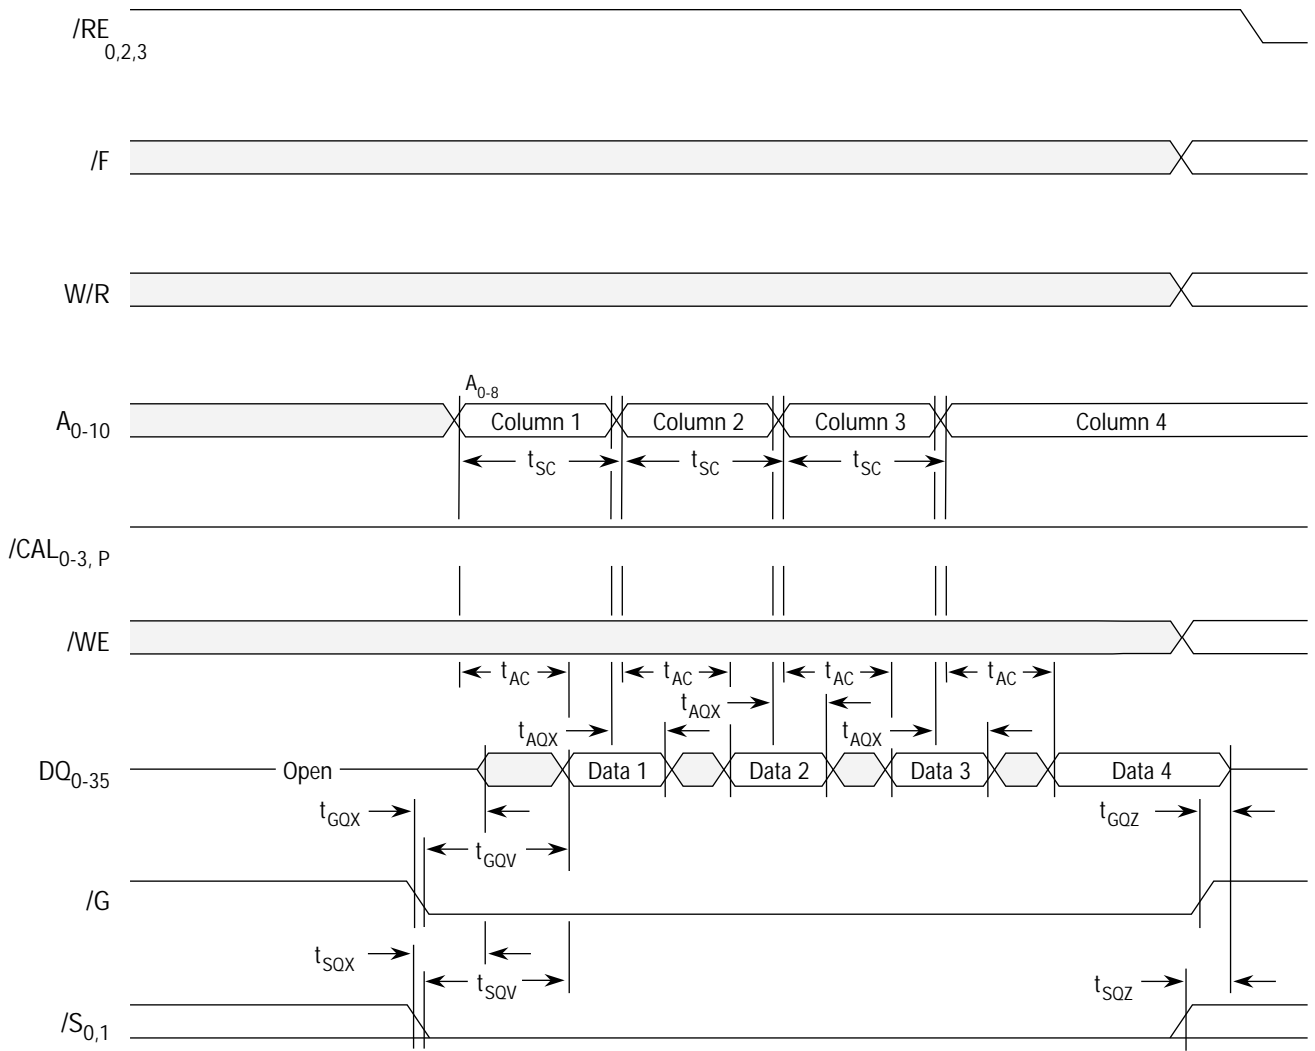 /RE0,2,3
/F
W/R
A0-8
A0-10 Column 1 Column 2 Column 3 Column 4
tSC tSC tSC
/CAL0-3, P
/WE
tAC tAC tAC tAC
tAQX
tAQX tAQX
DQ0-35 Open Data 1 Data 2 Data 3 Data 4
tGQX tGQZ
tGQV
/G
tSQX
tSQV tSQZ
/S0,1